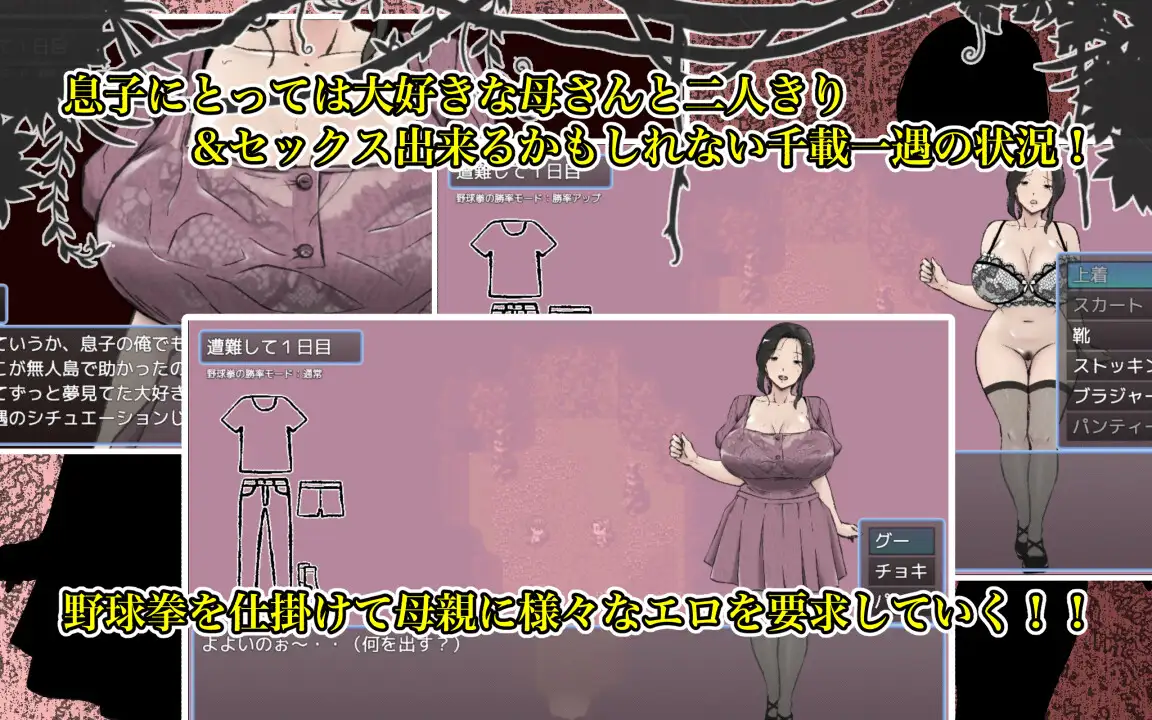 て1日目
息子にとっては大好きな母さんと二人きり
&セックス出来るかもしれない千載一遇の状況！
遭難して1日目
野球拳の勝率モード：勝率アップ
上着
スカート
靴
ストッキン
ブラジャー
パンティー
ていうか、息子の俺でも
こが無人島で助かったの
てずっと夢見てた大好き
遇のシチュエーションじ
遭難して1日目
野球拳の勝率モード：通常
グー
チョキ
野球拳を仕掛けて母親に様々なエロを要求していく！！
よよいのぉ～・・（何を出す？）